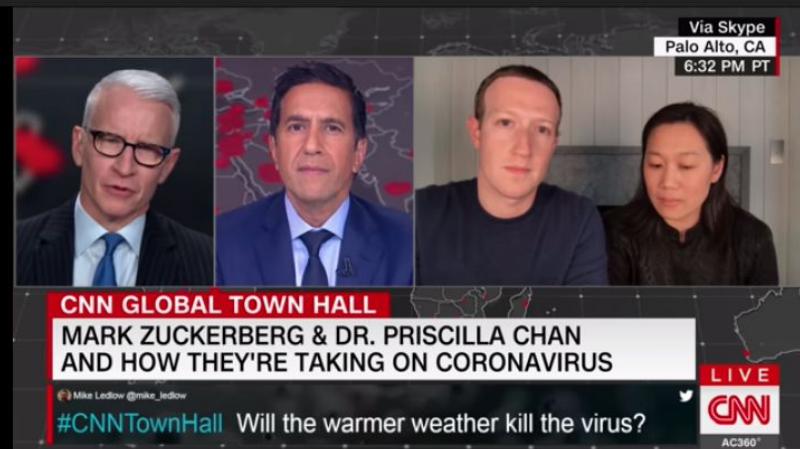 Via Skype
Palo Alto, CA
6:32 PM PT
CNN GLOBAL TOWN HALL
MARK ZUCKERBERG & DR. PRISCILLA CHAN
AND HOW THEY'RE TAKING ON CORONAVIRUS
Mike Ledlow @mike_ledlow
#CNNTownHall Will the warmer weather kill the virus?
LIVE
CNN
AC360°